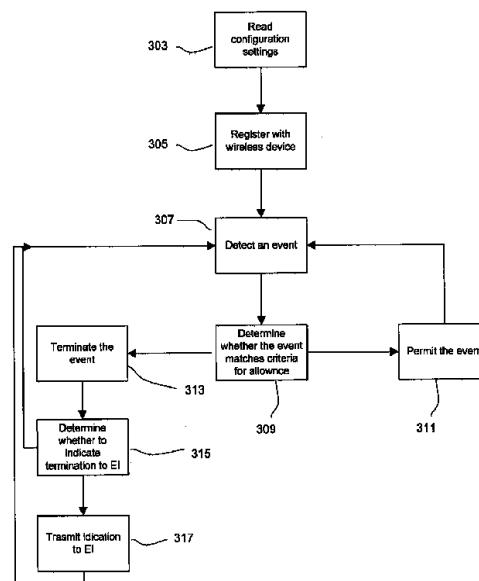 303
Read
configuration
settings
305
Register with
wireless device
307
Detect an event
Terminate the
event
313
Determine
whether the event
matches criteria
for allownce
309
Permit the event
311
Determine
whether to
indicate
termination to EI
315
Trasmit idication
to EI
317